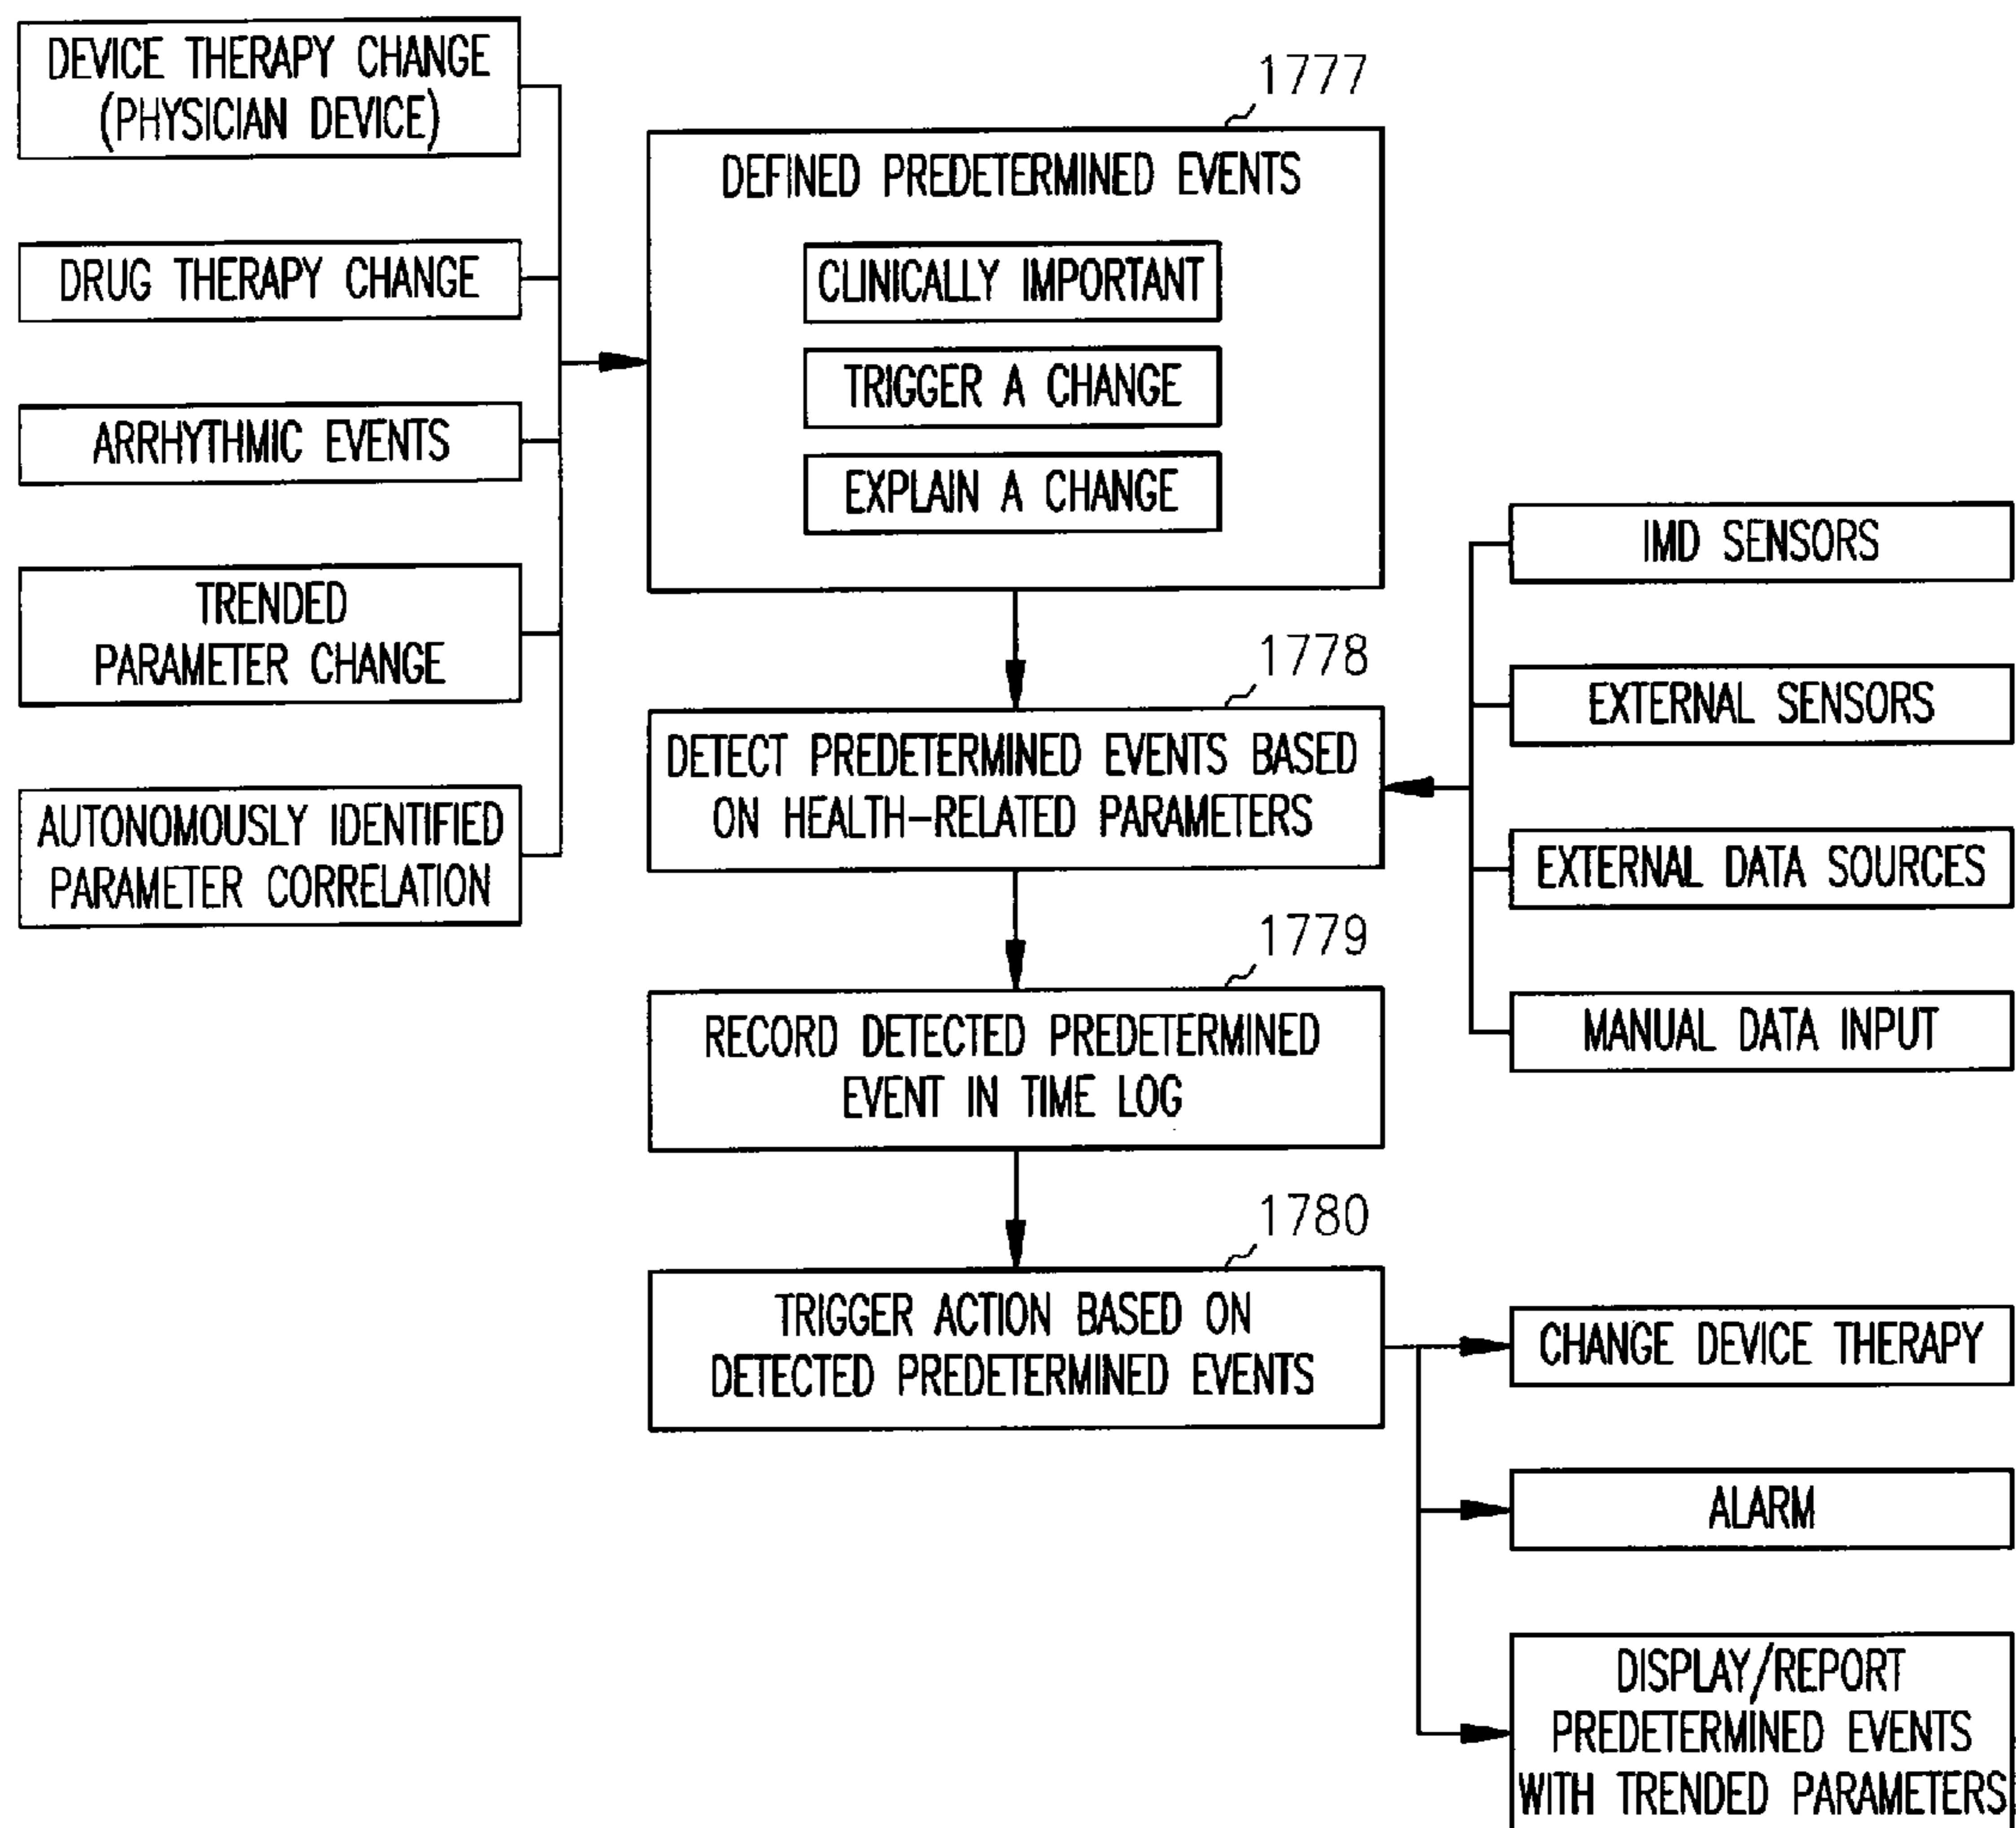 DEVICE THERAPY CHANGE
(PHYSICIAN DEVICE)
DRUG THERAPY CHANGE
ARRHYTHMIC EVENTS
TRENDED
PARAMETER CHANGE
AUTONOMOUSLY IDENTIFIED
PARAMETER CORRELATION
1777
DEFINED PREDETERMINED EVENTS
CLINICALLY IMPORTANT
TRIGGER A CHANGE
EXPLAIN A CHANGE
1778
DETECT PREDETERMINED EVENTS BASED
ON HEALTH-RELATED PARAMETERS
IMD SENSORS
EXTERNAL SENSORS
EXTERNAL DATA SOURCES
MANUAL DATA INPUT
1779
RECORD DETECTED PREDETERMINED
EVENT IN TIME LOG
1780
TRIGGER ACTION BASED ON
DETECTED PREDETERMINED EVENTS
CHANGE DEVICE THERAPY
ALARM
DISPLAY/REPORT
PREDETERMINED EVENTS
WITH TRENDED PARAMETERS